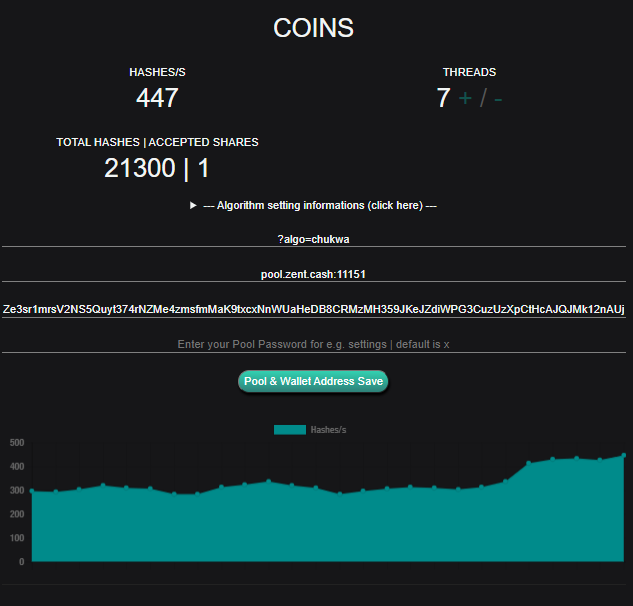 COINS
HASHES/S
447
THREADS
7 + / -
TOTAL HASHES | ACCEPTED SHARES
21300 | 1
► --- Algorithm setting informations (click here) ---
?algo=chukwa
pool.zent.cash:11151
Ze3sr1mrsV2NS5Quyt374rNZMe4zmsfmMaK9txcxNnWUaHeDB8CRMzMH359JKeJZdiWPG3CuzUzXpCtHcAJQJMk12nAUj
Enter your Pool Password for e.g. settings | default is x
Pool & Wallet Address Save
Hashes/s
500
400
300
200
100
0